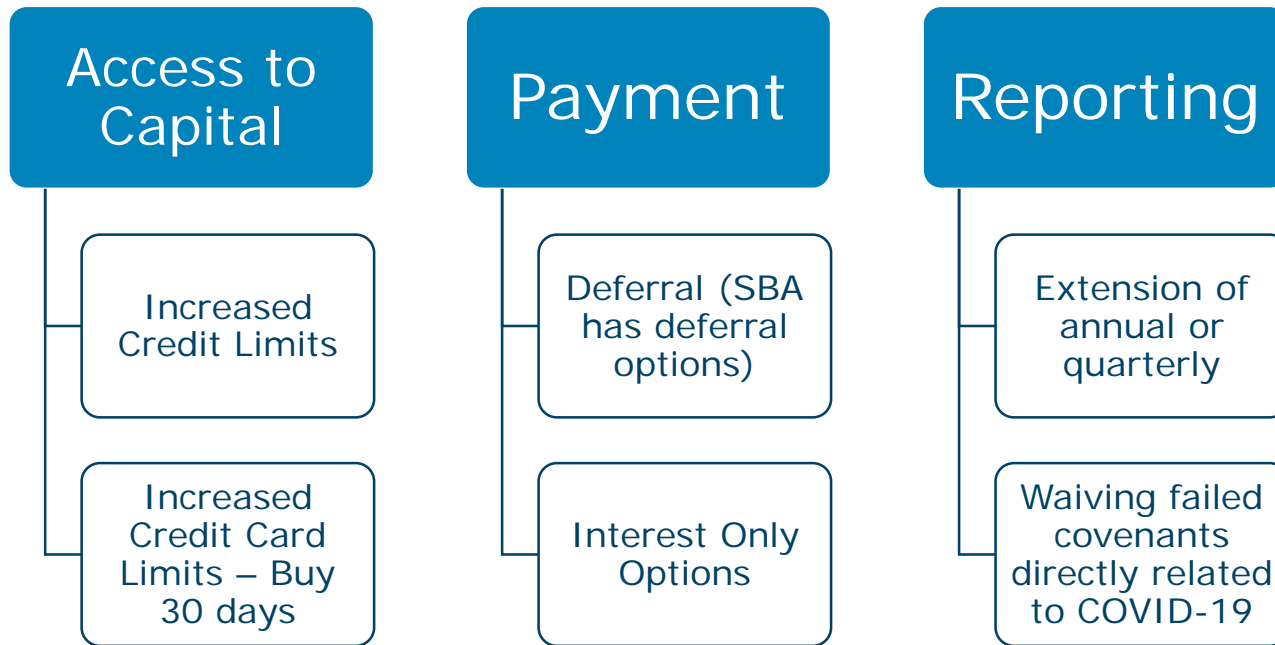 Access to
Capital
Increased
Credit Limits
Increased
Credit Card
Limits – Buy
30 days
Payment
Deferral (SBA
has deferral
options)
Interest Only
Options
Reporting
Extension of
annual or
quarterly
Waiving failed
covenants
directly related
to COVID-19